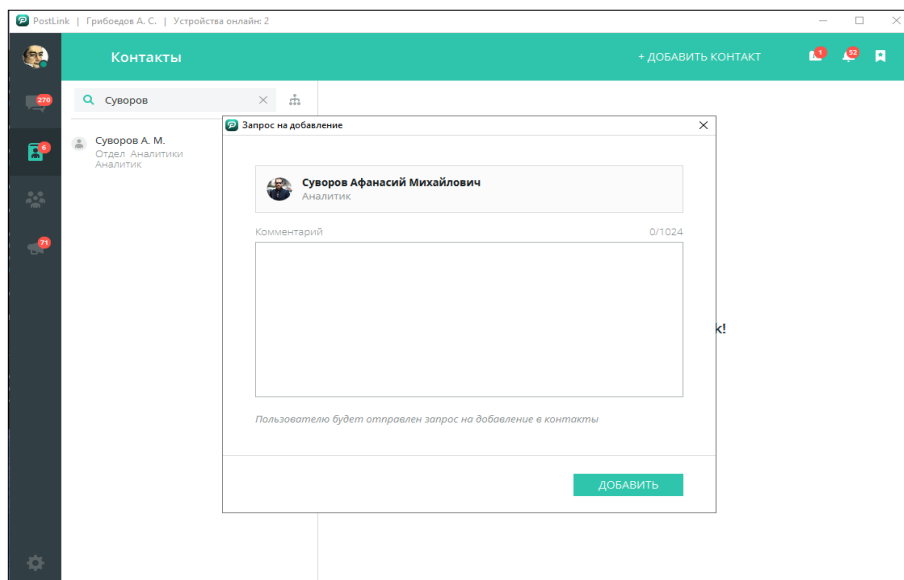 PostLink | Грибоедов А. С. | Устройства онлайн: 2
Контакты
+ ДОБАВИТЬ КОНТАКТ
1
52
270
Суворов
6
Суворов А. М.
Отдел Аналитики
Аналитик
71
Запрос на добавление
Суворов Афанасий Михайлович
Аналитик
Комментарий
0/1024
k!
Пользователю будет отправлен запрос на добавление в контакты
ДОБАВИТЬ